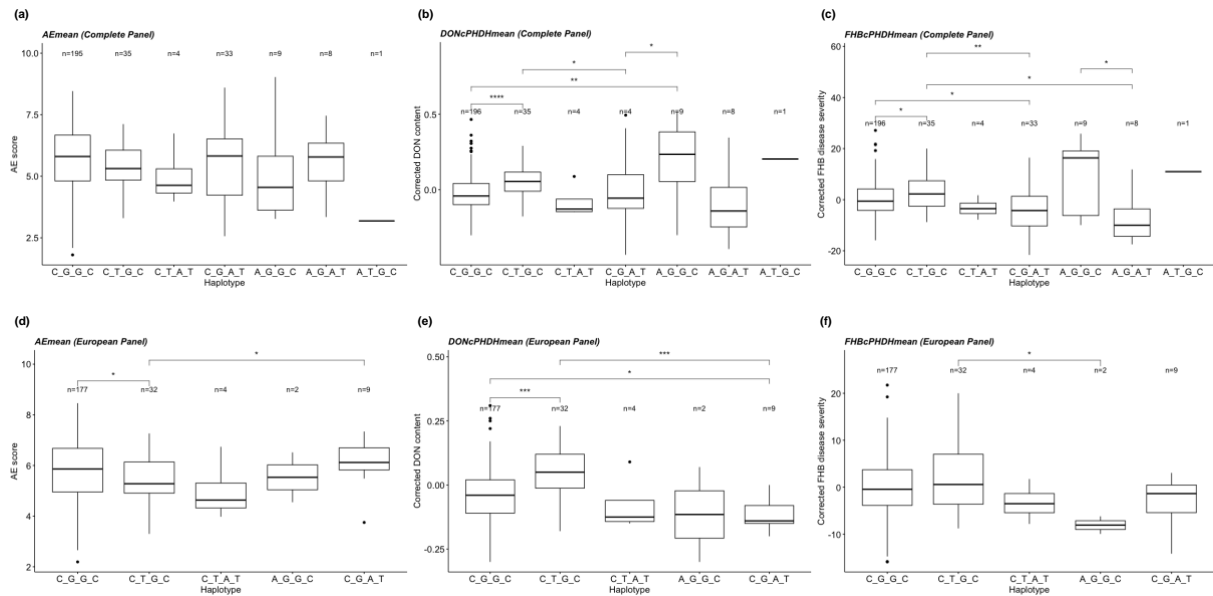 (a)
AEmean (Complete Panel)
10.0
7.5
5.0
2.5
AE score
n=195 n=35 n=4 n=33 n=9 n=8 n=1
C_G_G_C C_T_G_C C_T_A_T C_G_A_T A_G_G_C A_G_A_T A_T_G_C
Haplotype
(b)
DONcPHDHmean (Complete Panel)
0.5
0.0
Corrected DON content
*
*
**
****
n=196 n=35 n=4 n=4 n=9 n=8 n=1
C_G_G_C C_T_G_C C_T_A_T C_G_A_T A_G_G_C A_G_A_T A_T_G_C
Haplotype
(c)
FHBcPHDHmean (Complete Panel)
60
40
20
0
-20
Corrected FHB disease severity
**
*
*
*
*
n=196 n=35 n=4 n=33 n=9 n=8 n=1
C_G_G_C C_T_G_C C_T_A_T C_G_A_T A_G_G_C A_G_A_T A_T_G_C
Haplotype
(d)
AEmean (European Panel)
10
8
6
4
2
AE score
*
*
n=177 n=32 n=4 n=2 n=9
C_G_G_C C_T_G_C C_T_A_T A_G_G_C C_G_A_T
Haplotype
(e)
DONcPHDHmean (European Panel)
0.50
0.25
0.00
-0.25
Corrected DON content
***
*
***
n=177 n=32 n=4 n=2 n=9
C_G_G_C C_T_G_C C_T_A_T A_G_G_C C_G_A_T
Haplotype
(f)
FHBcPHDHmean (European Panel)
20
10
0
-10
Corrected FHB disease severity
*
n=177 n=32 n=4 n=2 n=9
C_G_G_C C_T_G_C C_T_A_T A_G_G_C C_G_A_T
Haplotype